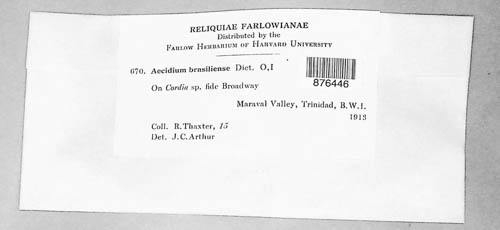 RELIQUIAE FARLOWIANAE
Distributed by the
FARLOW HERBARIUM OF HARVARD UNIVERSITY
670. Aecidium brasiliense Diet. O,I
876446
On Cordia sp. fide Broadway
Maraval Valley, Trinidad, B.W.I.
1913
Coll. R. Thaxter, 15
Det. J. C. Arthur